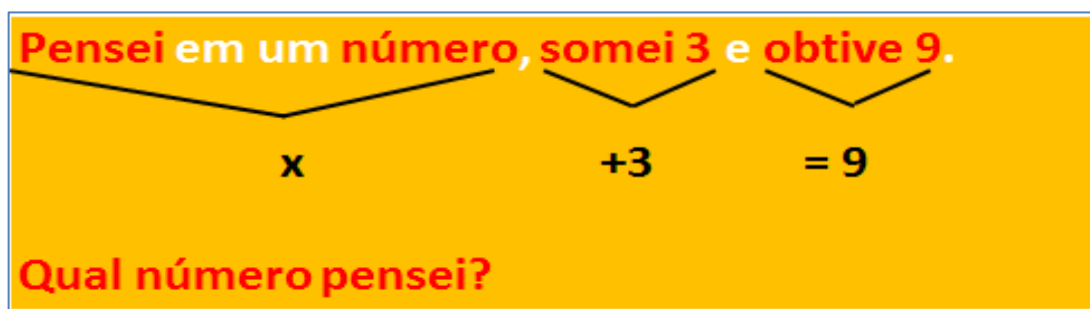 Pensei em um número, somei 3 e obtive 9.
x +3 = 9
Qual número pensei?